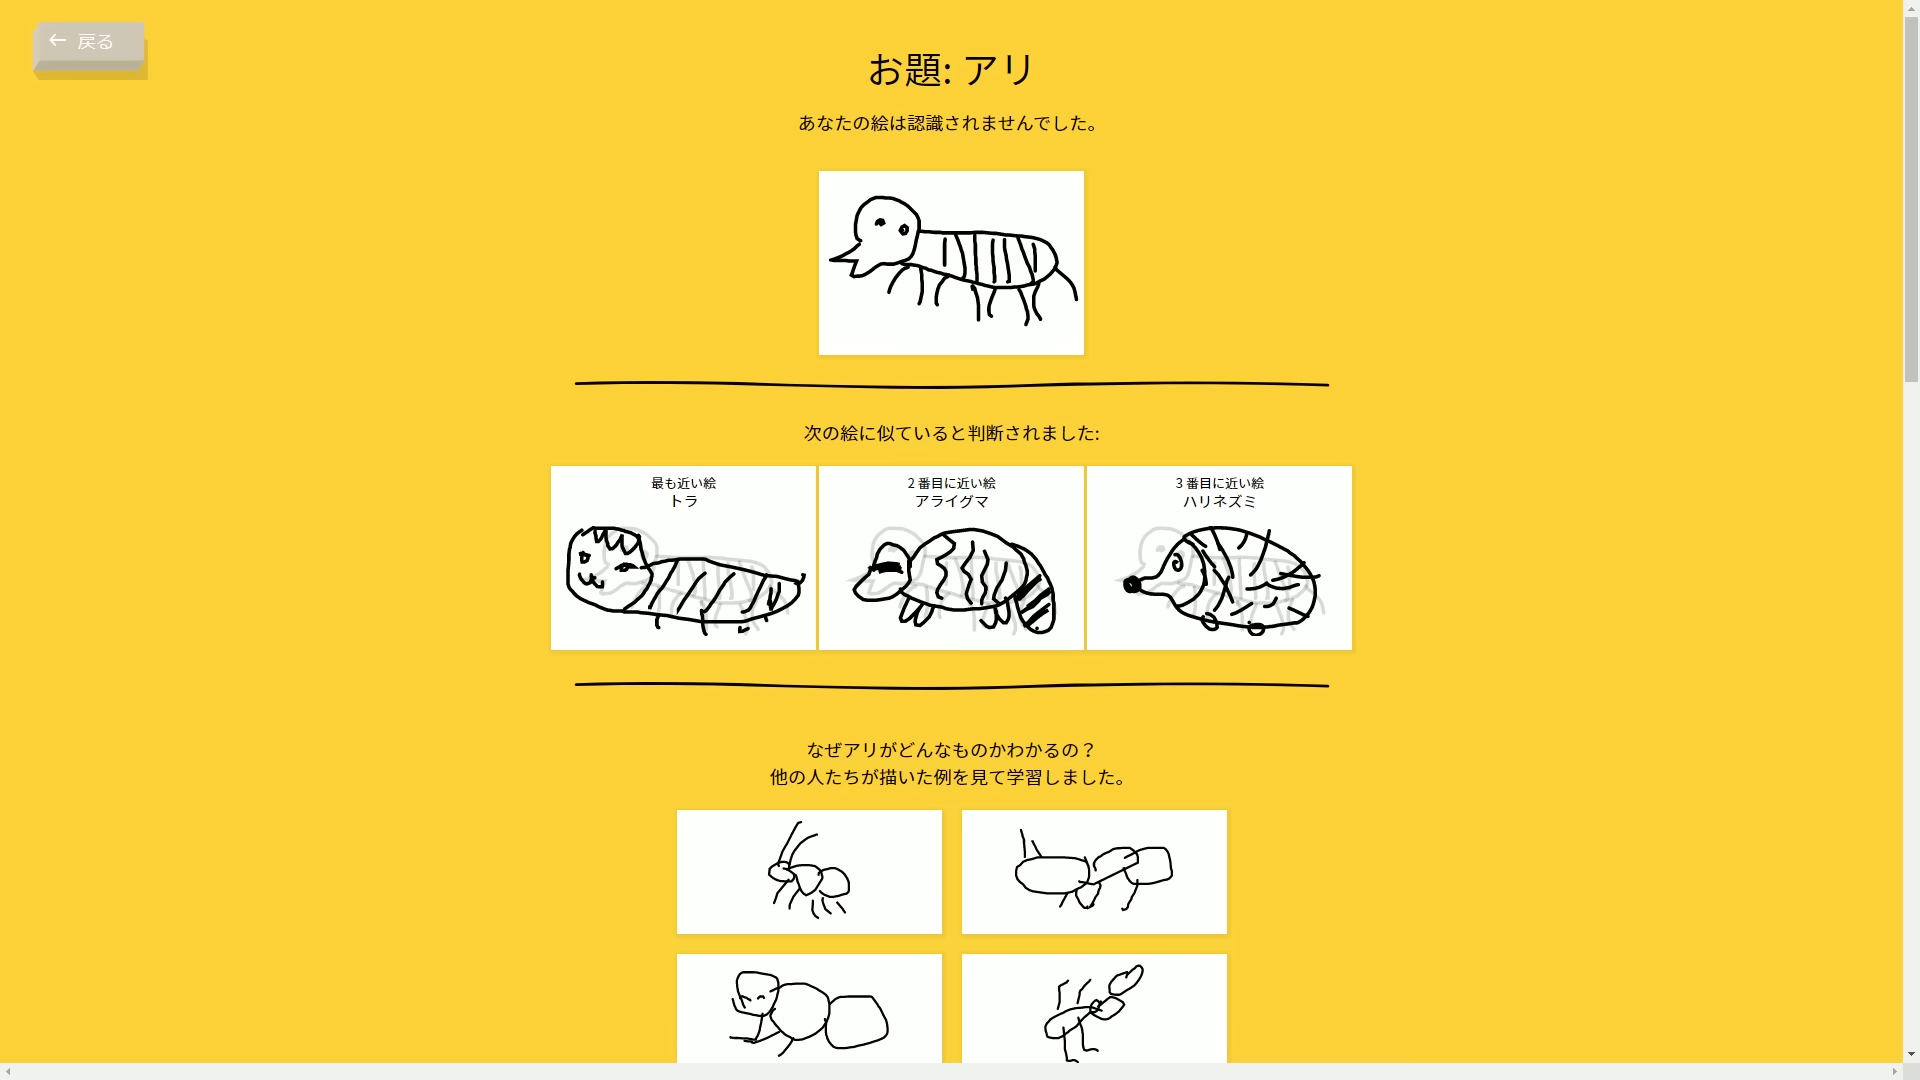 ← 戻る
お題: アリ
あなたの絵は認識されませんでした。
次の絵に似ていると判断されました:
最も近い絵
トラ
2 番目に近い絵
アライグマ
3 番目に近い絵
ハリネズミ
なぜアリがどんなものかわかるの？
他の人たちが描いた例を見て学習しました。